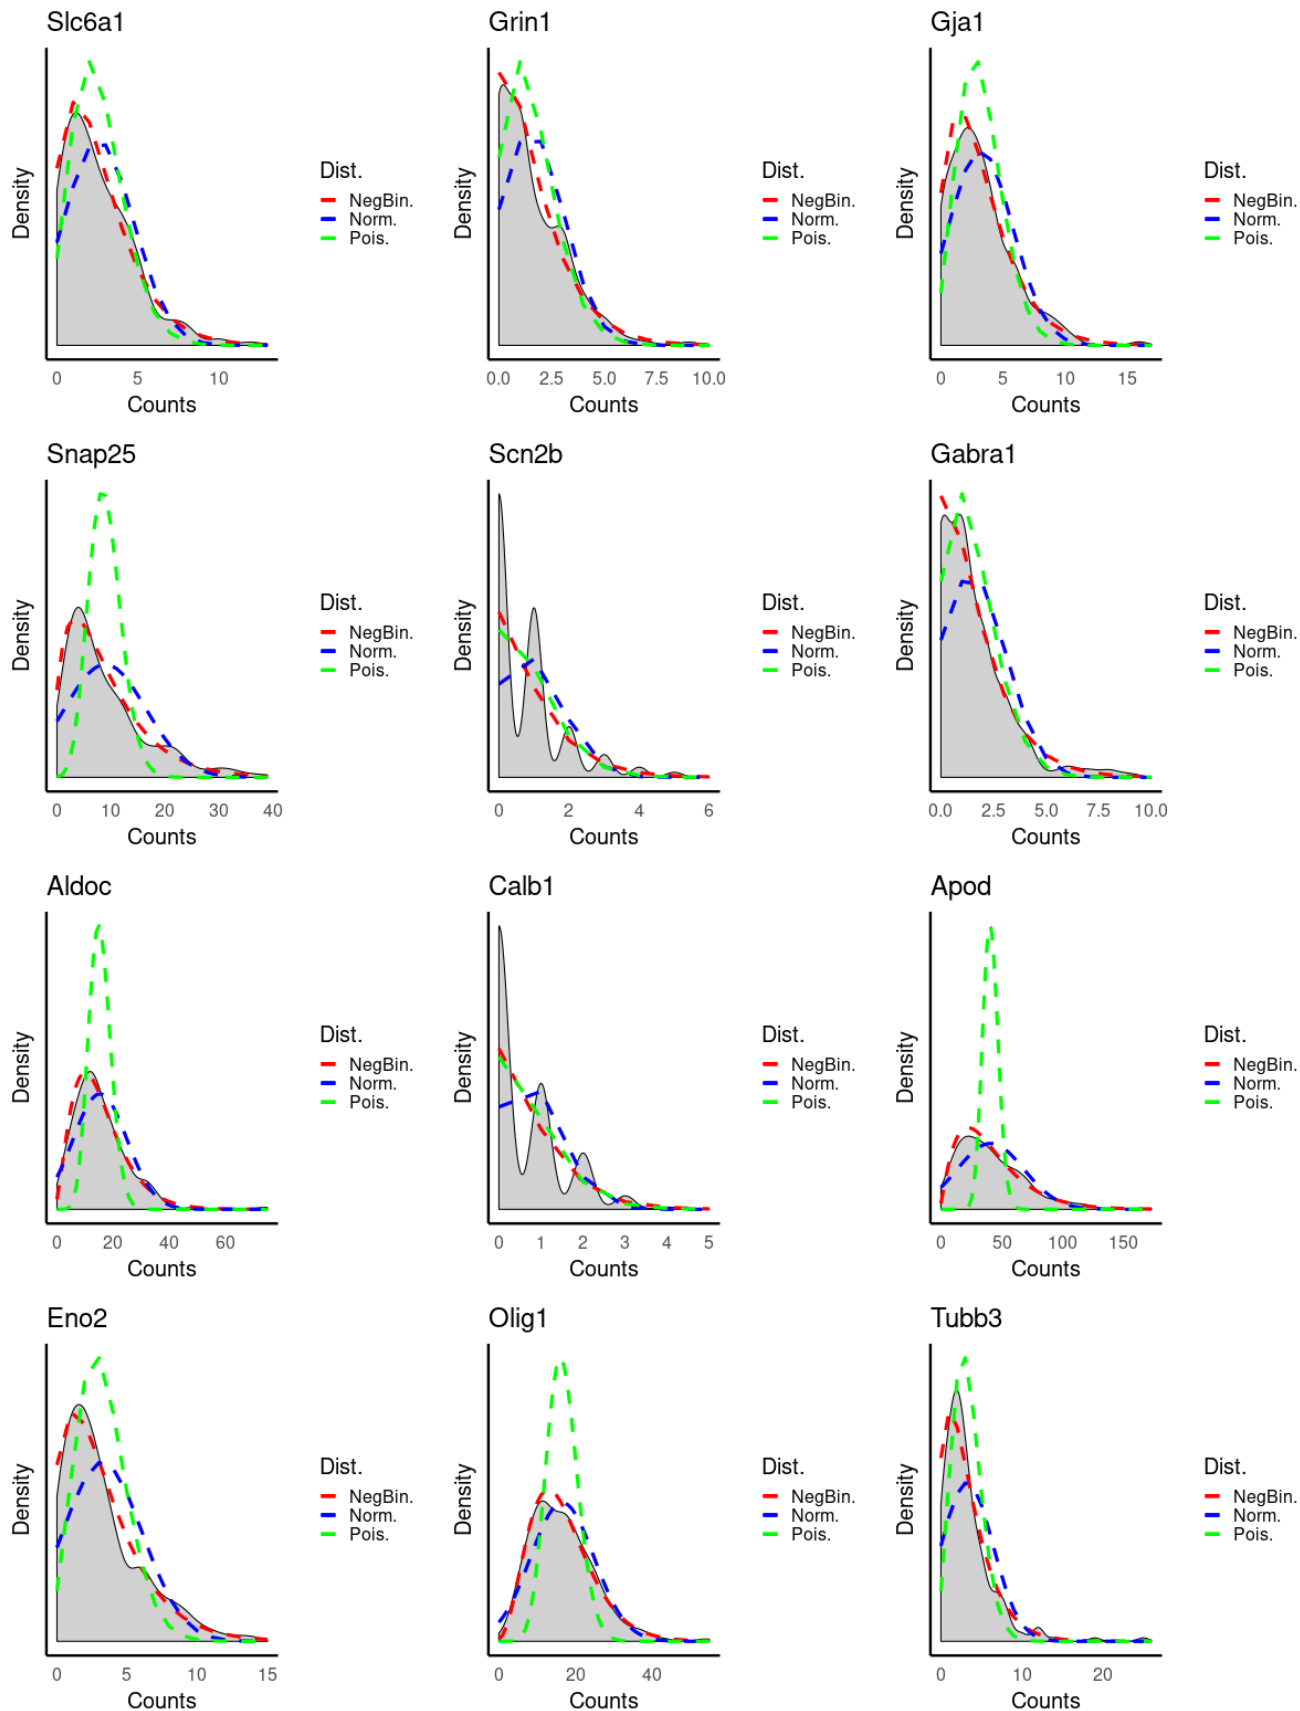 Slc6a1
Density
0 5 10
Counts
Dist.
NegBin.
Norm.
Pois.
Grin1
Density
0.0 2.5 5.0 7.5 10.0
Counts
Dist.
NegBin.
Norm.
Pois.
Gja1
Density
0 5 10 15
Counts
Dist.
NegBin.
Norm.
Pois.
Snap25
Density
0 10 20 30 40
Counts
Dist.
NegBin.
Norm.
Pois.
Scn2b
Density
0 2 4 6
Counts
Dist.
NegBin.
Norm.
Pois.
Gabra1
Density
0.0 2.5 5.0 7.5 10.0
Counts
Dist.
NegBin.
Norm.
Pois.
Aldoc
Density
0 20 40 60
Counts
Dist.
NegBin.
Norm.
Pois.
Calb1
Density
0 1 2 3 4 5
Counts
Dist.
NegBin.
Norm.
Pois.
Apod
Density
0 50 100 150
Counts
Dist.
NegBin.
Norm.
Pois.
Eno2
Density
0 5 10 15
Counts
Dist.
NegBin.
Norm.
Pois.
Olig1
Density
0 20 40
Counts
Dist.
NegBin.
Norm.
Pois.
Tubb3
Density
0 10 20
Counts
Dist.
NegBin.
Norm.
Pois.